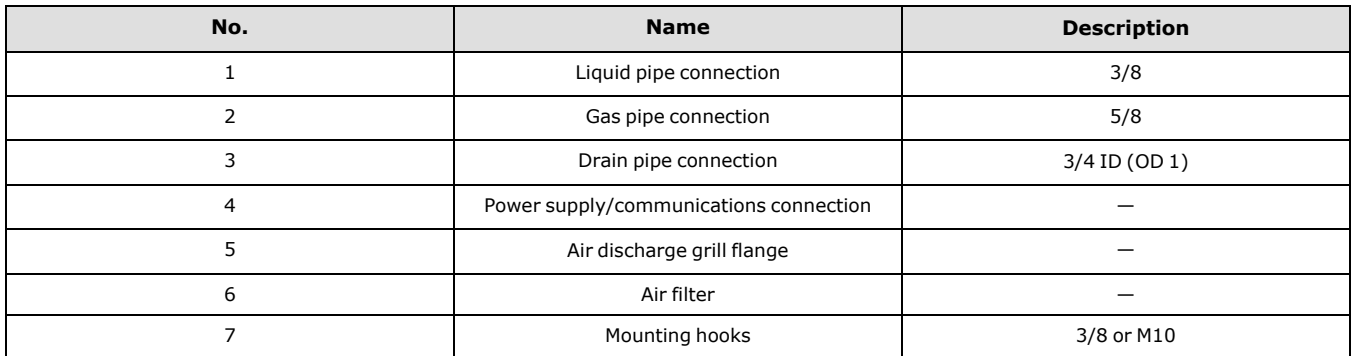 No. Name Description
1 Liquid pipe connection 3/8
2 Gas pipe connection 5/8
3 Drain pipe connection 3/4 ID (OD 1)
4 Power supply/communications connection —
5 Air discharge grill flange —
6 Air filter —
7 Mounting hooks 3/8 or M10